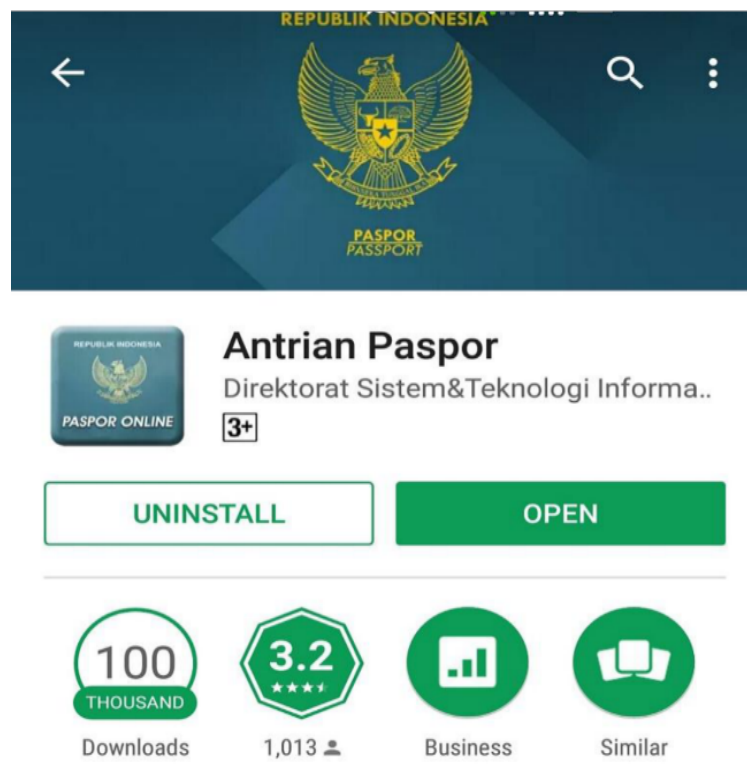 REPUBLIK INDONESIA
PASPOR
PASSPORT
REPUBLIK INDONESIA
PASPOR ONLINE
Antrian Paspor
Direktorat Sistem&Teknologi Informa..
3+
UNINSTALL
OPEN
100
THOUSAND
Downloads
3.2
1,013
Business
Similar